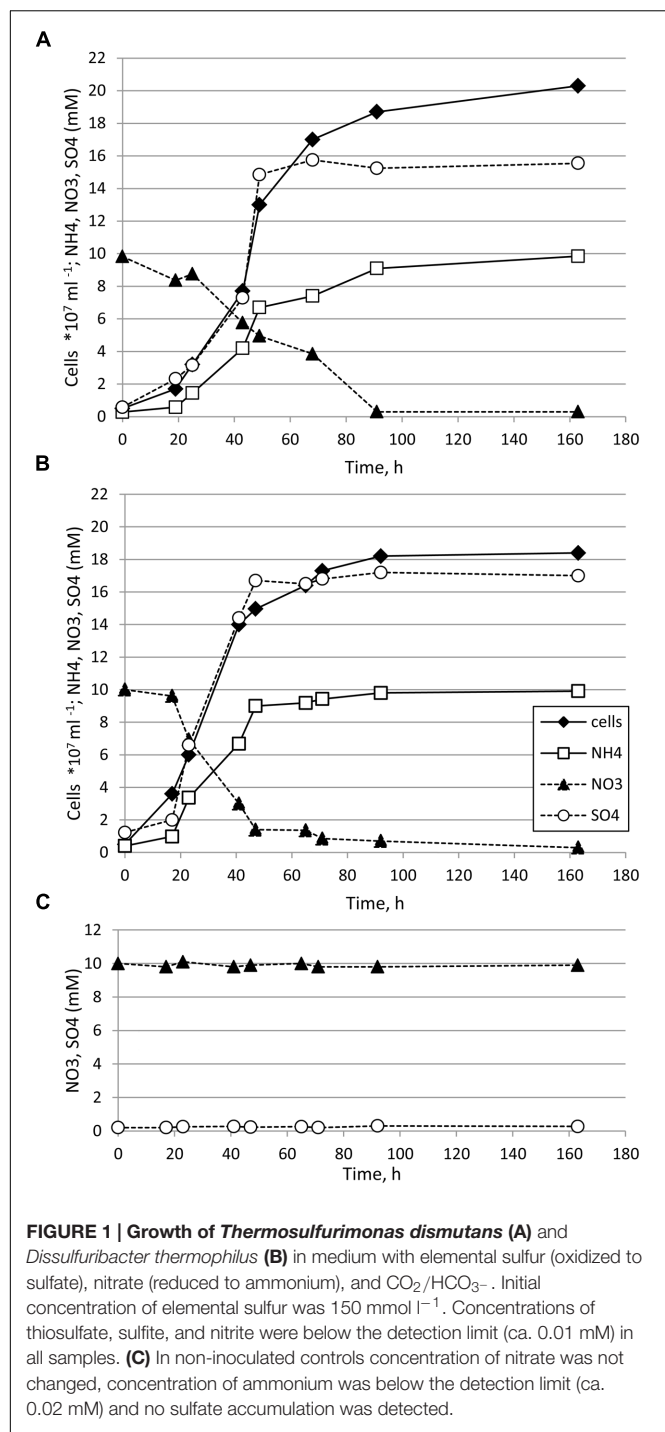 A
22
20
18
16
14
12
10
8
6
4
2
0
Cells *10⁷ ml ⁻¹; NH4, NO3, SO4 (mM)
0 20 40 60 80 100 120 140 160 180
Time, h
B
22
20
18
16
14
12
10
8
6
4
2
0
Cells *10⁷ ml ⁻¹; NH4, NO3, SO4 (mM)
cells
NH4
NO3
SO4
0 20 40 60 80 100 120 140 160 180
Time, h
C
12
10
8
6
4
2
0
NO3, SO4 (mM)
0 20 40 60 80 100 120 140 160 180
Time, h
FIGURE 1 | Growth of Thermosulfurimonas dismutans (A) and
Dissulfuribacter thermophilus (B) in medium with elemental sulfur (oxidized to
sulfate), nitrate (reduced to ammonium), and CO₂/HCO₃₋. Initial
concentration of elemental sulfur was 150 mmol l⁻¹. Concentrations of
thiosulfate, sulfite, and nitrite were below the detection limit (ca. 0.01 mM) in
all samples. (C) In non-inoculated controls concentration of nitrate was not
changed, concentration of ammonium was below the detection limit (ca.
0.02 mM) and no sulfate accumulation was detected.